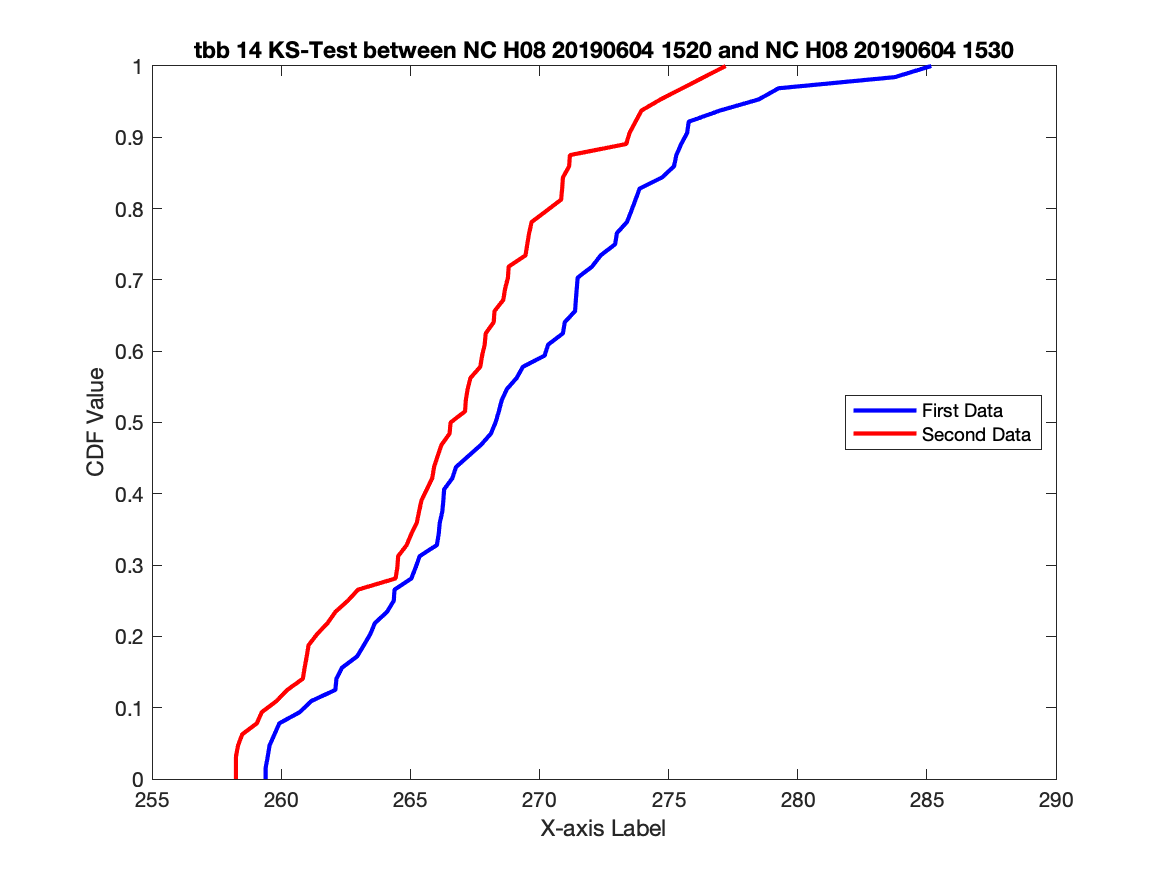 tbb 14 KS-Test between NC H08 20190604 1520 and NC H08 20190604 1530
1
0.9
0.8
0.7
0.6
0.5
0.4
0.3
0.2
0.1
0
CDF Value
First Data
Second Data
255 260 265 270 275 280 285 290
X-axis Label